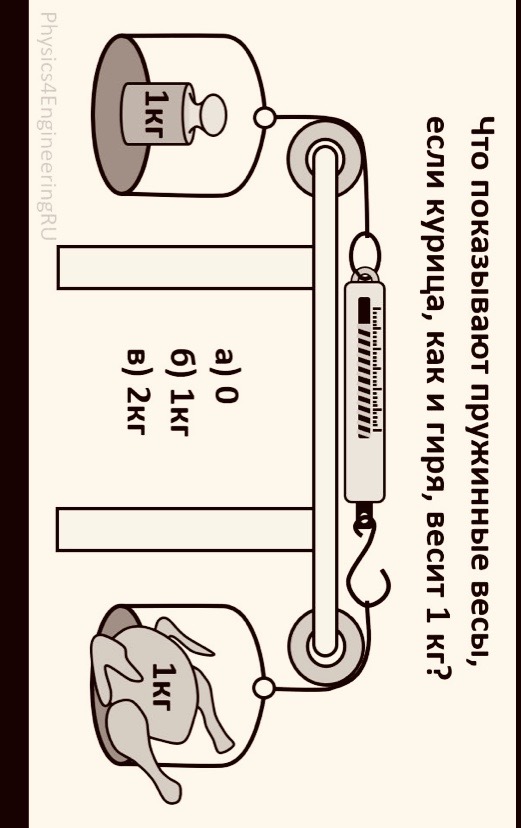 Что показывают пружинные весы,
если курица, как и гиря, весит 1 кг?
1кг
а) 0
б) 1кг
в) 2кг
1кг
Physics4EngineeringRU